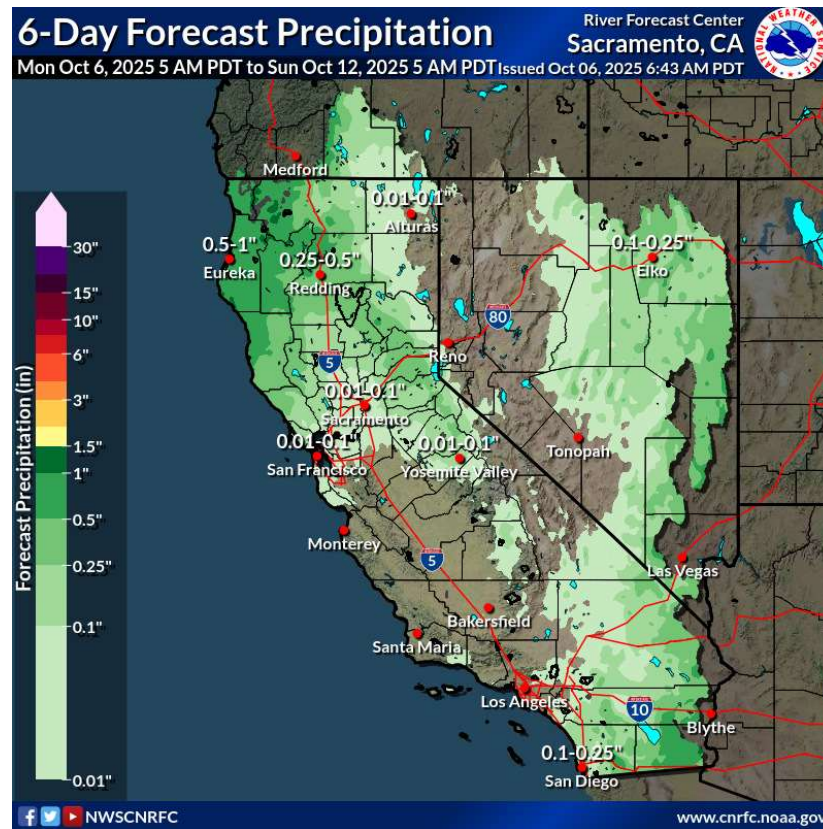 6-Day Forecast Precipitation
Mon Oct 6, 2025 5 AM PDT to Sun Oct 12, 2025 5 AM PDT
River Forecast Center
Sacramento, CA
Issued Oct 06, 2025 6:43 AM PDT
NATIONAL WEATHER SERVICE
Forecast Precipitation (in)
30"
15"
10"
6"
3"
1.5"
1"
0.5"
0.25"
0.1"
0.01"
Medford
0.01-0.1"
Alturas
0.5-1"
Eureka
0.25-0.5"
Redding
0.1-0.25"
Elko
80
Reno
5
0.01-0.1"
Sacramento
0.01-0.1"
San Francisco
0.01-0.1"
Yosemite Valley
Tonopah
Monterey
5
Las Vegas
Bakersfield
Santa Maria
Los Angeles
10
Blythe
0.1-0.25"
San Diego
NWSCNRFC
www.cnrfc.noaa.gov